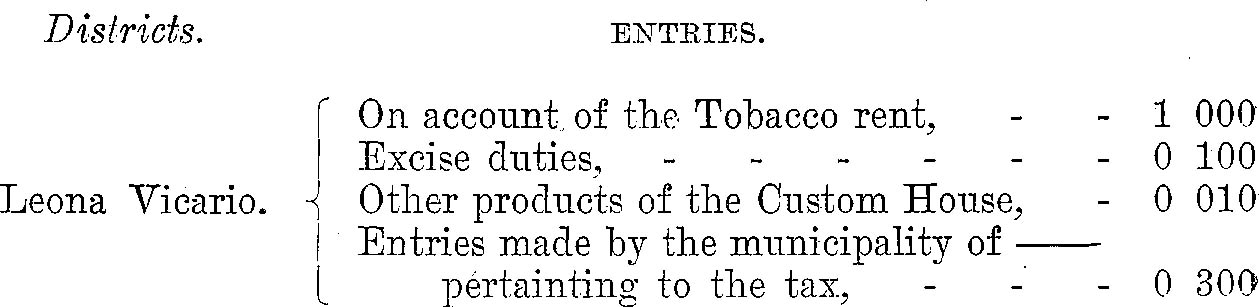 Districts. ENTRIES.
On account of the Tobacco rent, - - 1 000
Excise duties, - - - - - - 0 100
Leona Vicario. { Other products of the Custom House, - 0 010
Entries made by the municipality of ——
pertainting to the tax, - - - 0 300